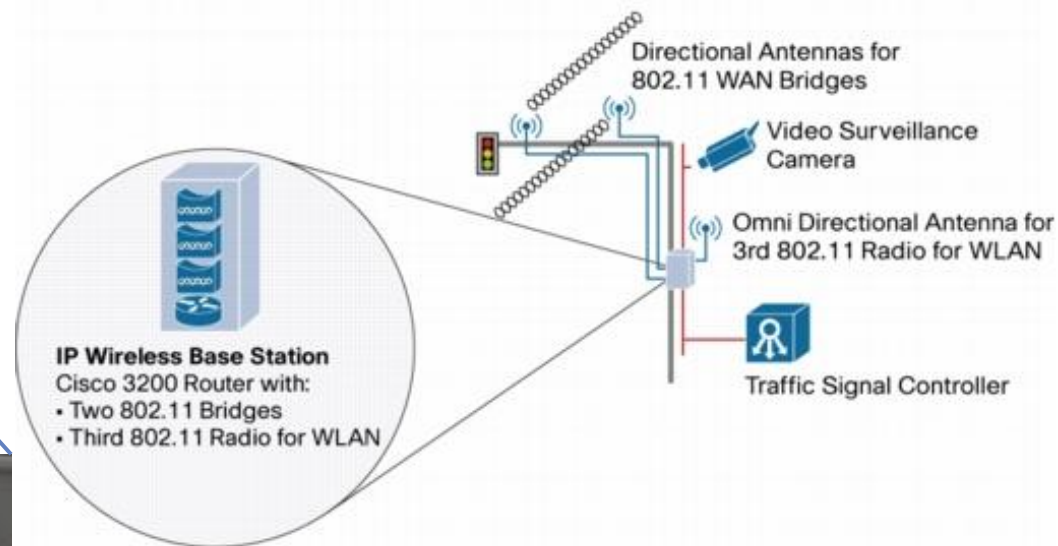 Directional Antennas for
802.11 WAN Bridges
Video Surveillance
Camera
Omni Directional Antenna for
3rd 802.11 Radio for WLAN
IP Wireless Base Station
Cisco 3200 Router with:
• Two 802.11 Bridges
• Third 802.11 Radio for WLAN
Traffic Signal Controller